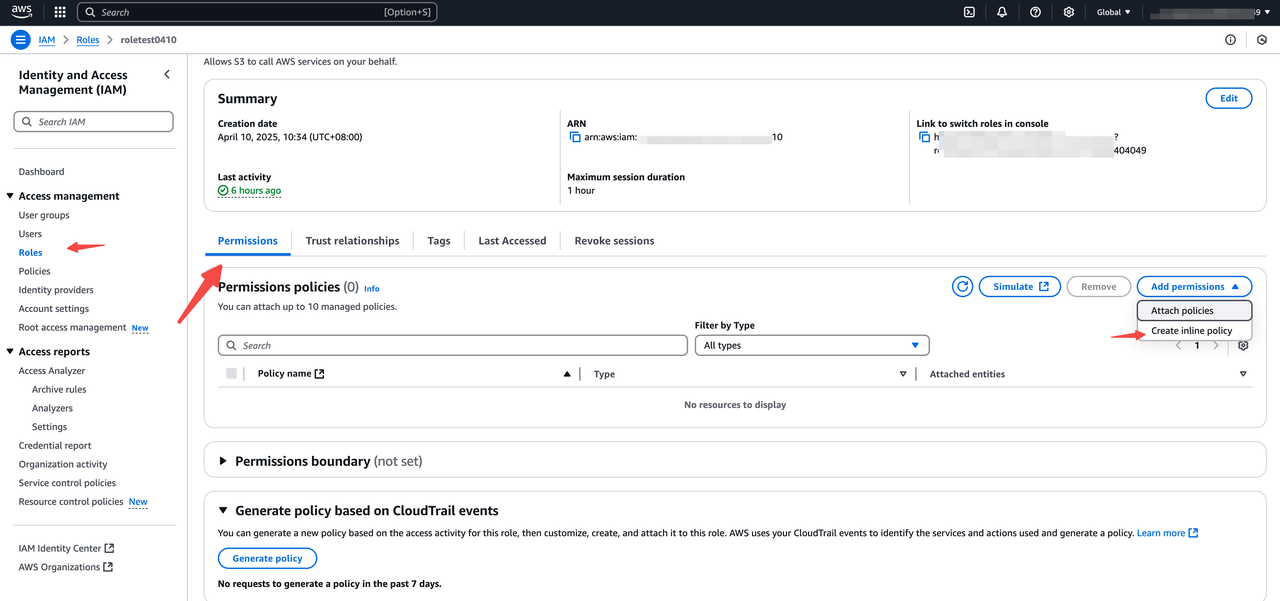 aws
Search [Option+S] Global
IAM Roles roletest0410
Identity and Access
Management (IAM)
Search IAM
Dashboard
Access management
User groups
Users
Roles
Policies
Identity providers
Account settings
Root access management New
Access reports
Access Analyzer
Archive rules
Analyzers
Settings
Credential report
Organization activity
Service control policies
Resource control policies New
IAM Identity Center
AWS Organizations
Allows S3 to call AWS services on your behalf.
Summary
Edit
Creation date
April 10, 2025, 10:34 (UTC+08:00)
Last activity
6 hours ago
ARN
arn:aws:iam: 10
Maximum session duration
1 hour
Link to switch roles in console
?
404049
Permissions Trust relationships Tags Last Accessed Revoke sessions
Permissions policies (0) Info
You can attach up to 10 managed policies.
Simulate Remove Add permissions
Attach policies
Create inline policy
Filter by Type
Search All types 1
Policy name Type Attached entities
No resources to display
Permissions boundary (not set)
Generate policy based on CloudTrail events
You can generate a new policy based on the access activity for this role, then customize, create, and attach it to this role. AWS uses your CloudTrail events to identify the services and actions used and generate a policy. Learn more
Generate policy
No requests to generate a policy in the past 7 days.